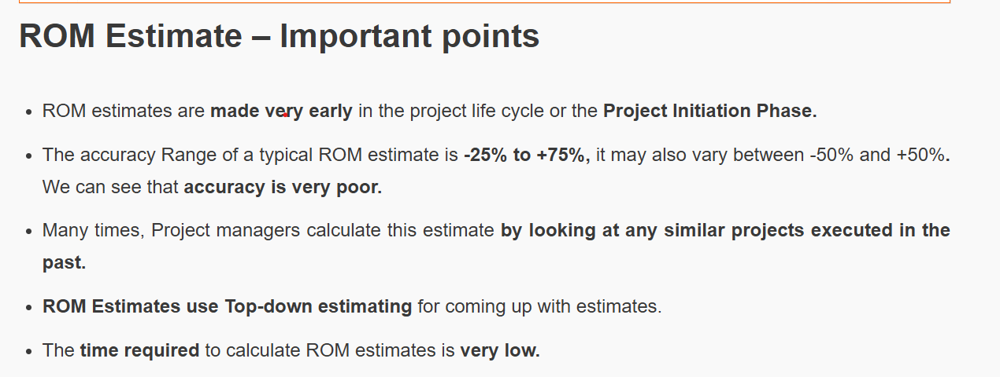 ROM Estimate – Important points
ROM estimates are made very early in the project life cycle or the Project Initiation Phase.
The accuracy Range of a typical ROM estimate is -25% to +75%, it may also vary between -50% and +50%.
We can see that accuracy is very poor.
Many times, Project managers calculate this estimate by looking at any similar projects executed in the
past.
ROM Estimates use Top-down estimating for coming up with estimates.
The time required to calculate ROM estimates is very low.